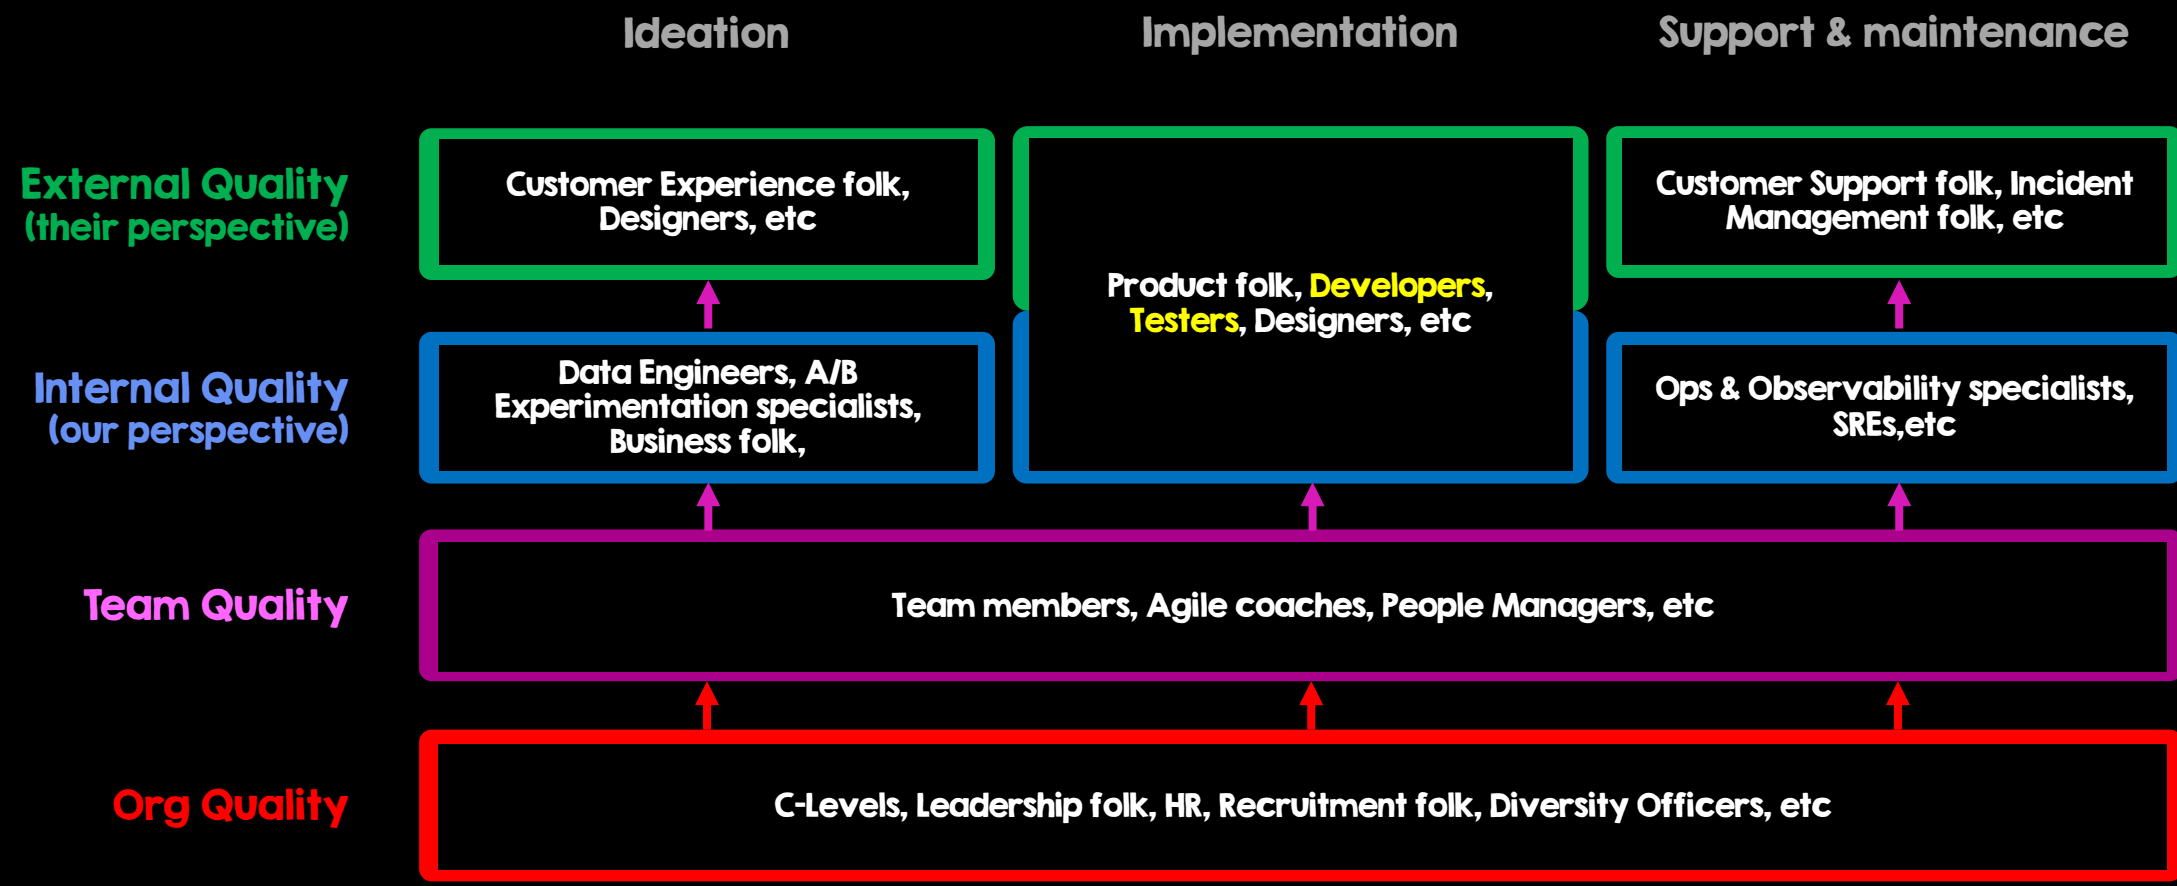 Ideation
Implementation
Support & maintenance
External Quality
(their perspective)
Customer Experience folk,
Designers, etc
Product folk, Developers,
Testers, Designers, etc
Customer Support folk, Incident
Management folk, etc
Internal Quality
(our perspective)
Data Engineers, A/B
Experimentation specialists,
Business folk,
Ops & Observability specialists,
SREs,etc
Team Quality
Team members, Agile coaches, People Managers, etc
Org Quality
C-Levels, Leadership folk, HR, Recruitment folk, Diversity Officers, etc